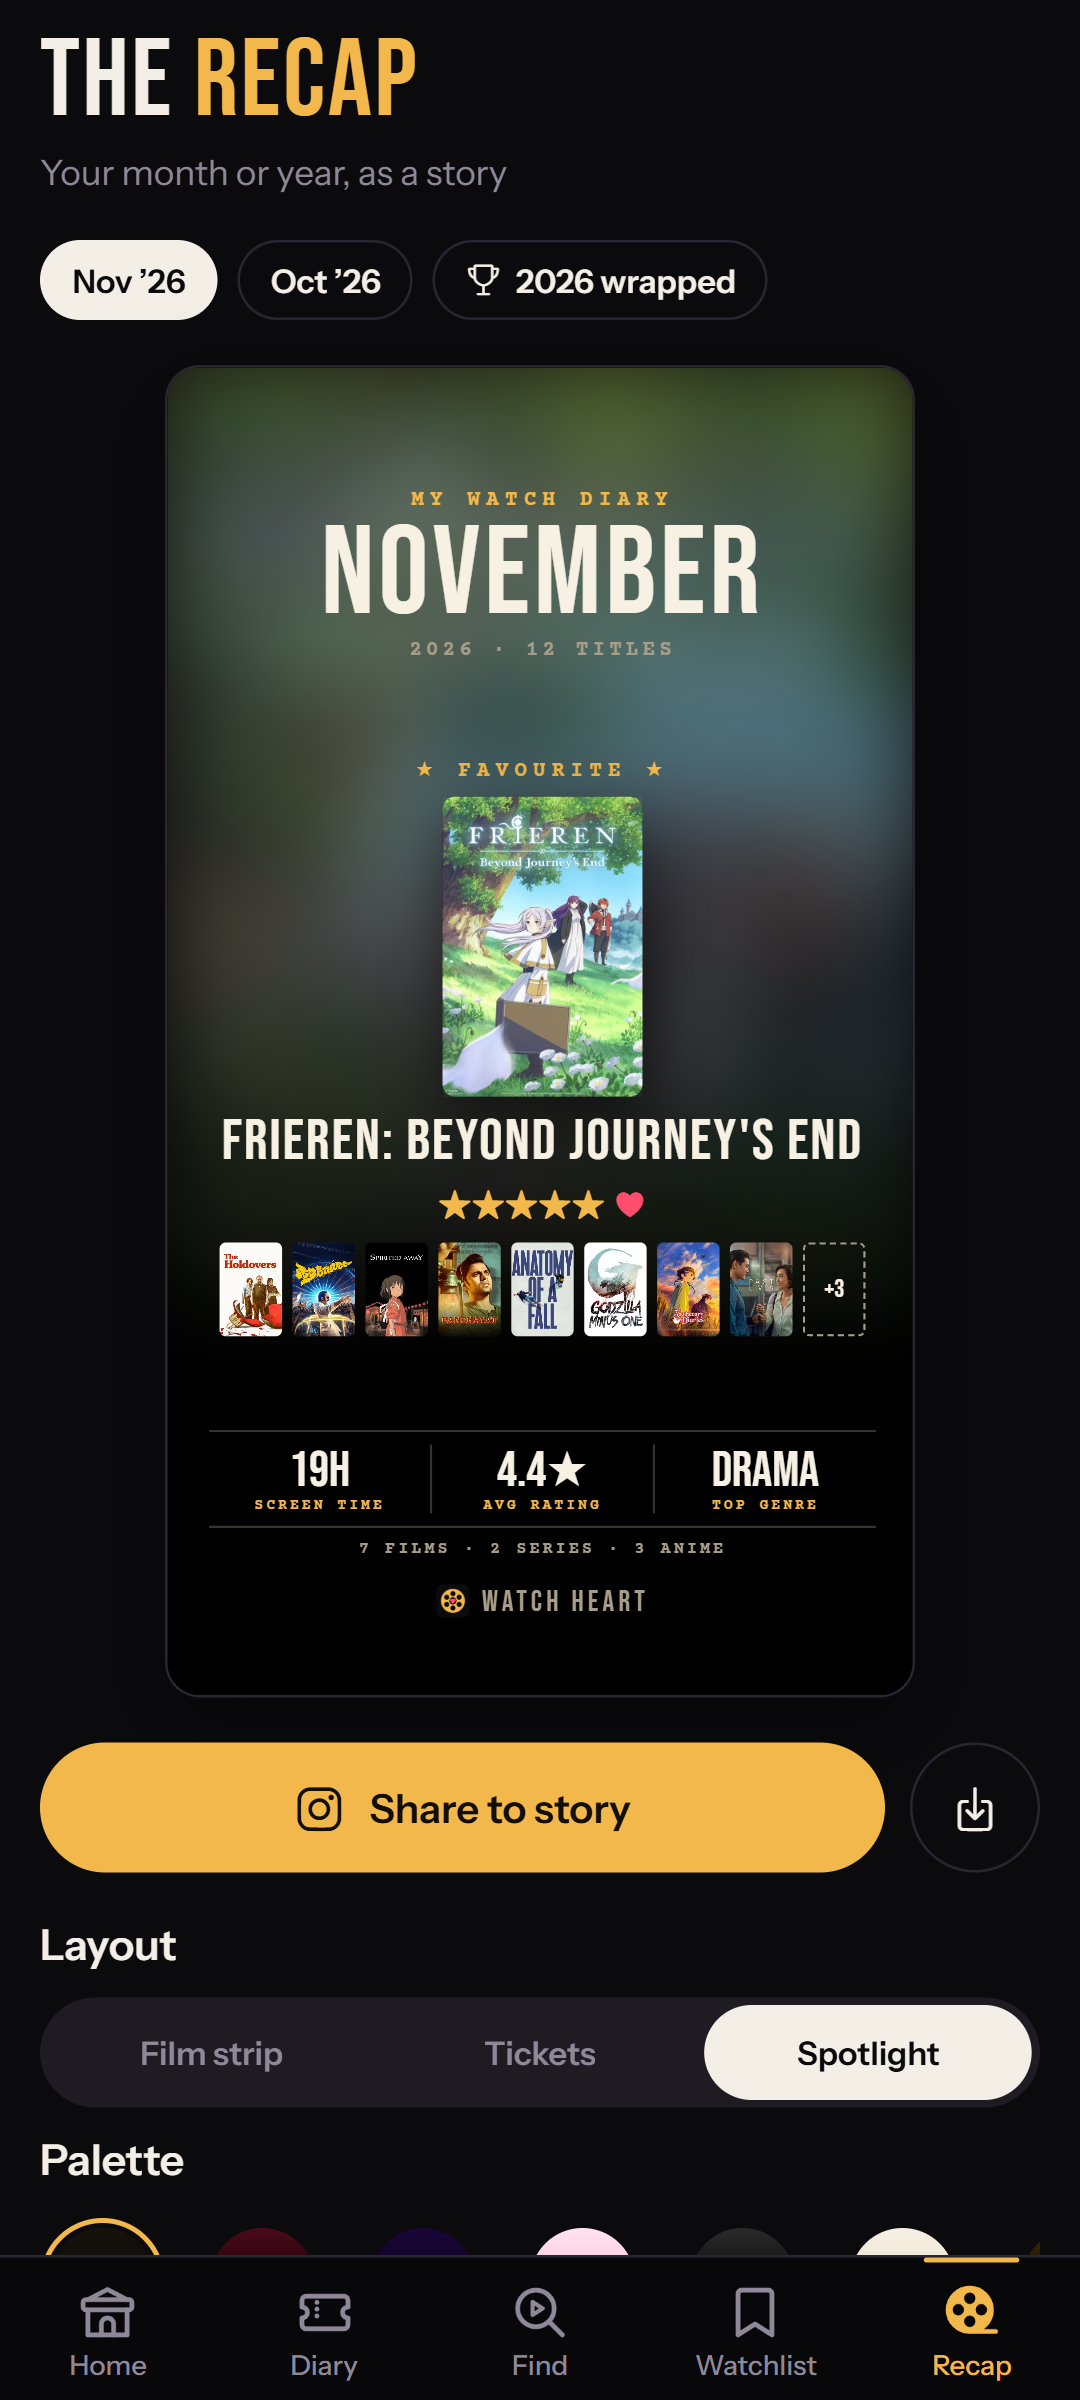 THE RECAP
Your month or year, as a story
Nov ’26
Oct ’26
2026 wrapped
MY WATCH DIARY
NOVEMBER
2026 · 12 TITLES
★ FAVOURITE ★
FRIEREN
Beyond Journey's End
FRIEREN: BEYOND JOURNEY'S END
The
Holdovers
SPIRITED AWAY
ANATOMY
OF A
FALL
GODZILLA
MINUS ONE
+3
19H
SCREEN TIME
4.4★
AVG RATING
DRAMA
TOP GENRE
7 FILMS · 2 SERIES · 3 ANIME
WATCH HEART
Share to story
Layout
Film strip
Tickets
Spotlight
Palette
Home
Diary
Find
Watchlist
Recap